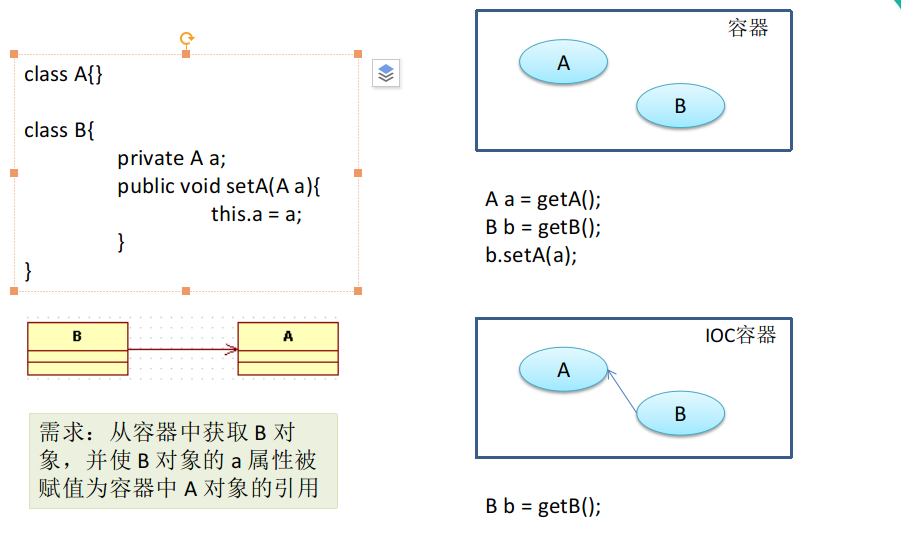 class A{}
class B{
private A a;
public void setA(A a){
this.a = a;
}
}
B
A
需求：从容器中获取 B 对
象，并使 B 对象的 a 属性被
赋值为容器中 A 对象的引用
容器
A
B
A a = getA();
B b = getB();
b.setA(a);
IOC容器
A
B
B b = getB();